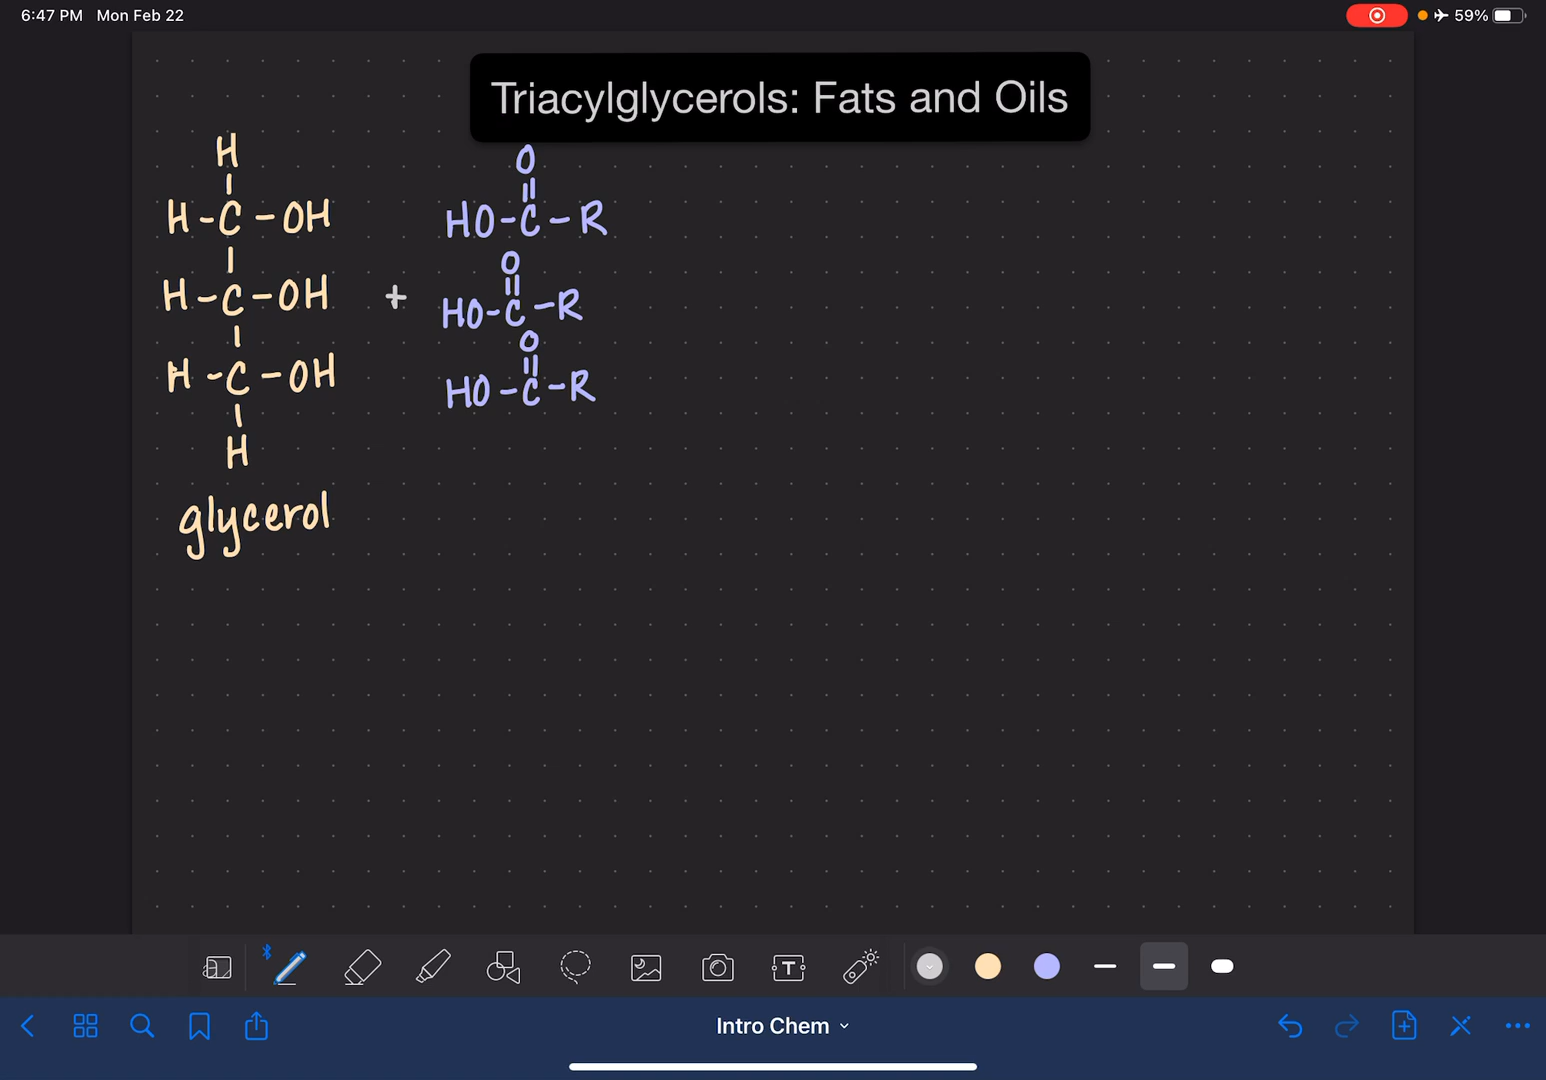 6:47 PM Mon Feb 22
59%
Triacylglycerols: Fats and Oils
H
H-C-OH
H-C-OH
H-C-OH
H
glycerol
+
O
HO-C-R
O
HO-C-R
O
HO-C-R
T
Intro Chem